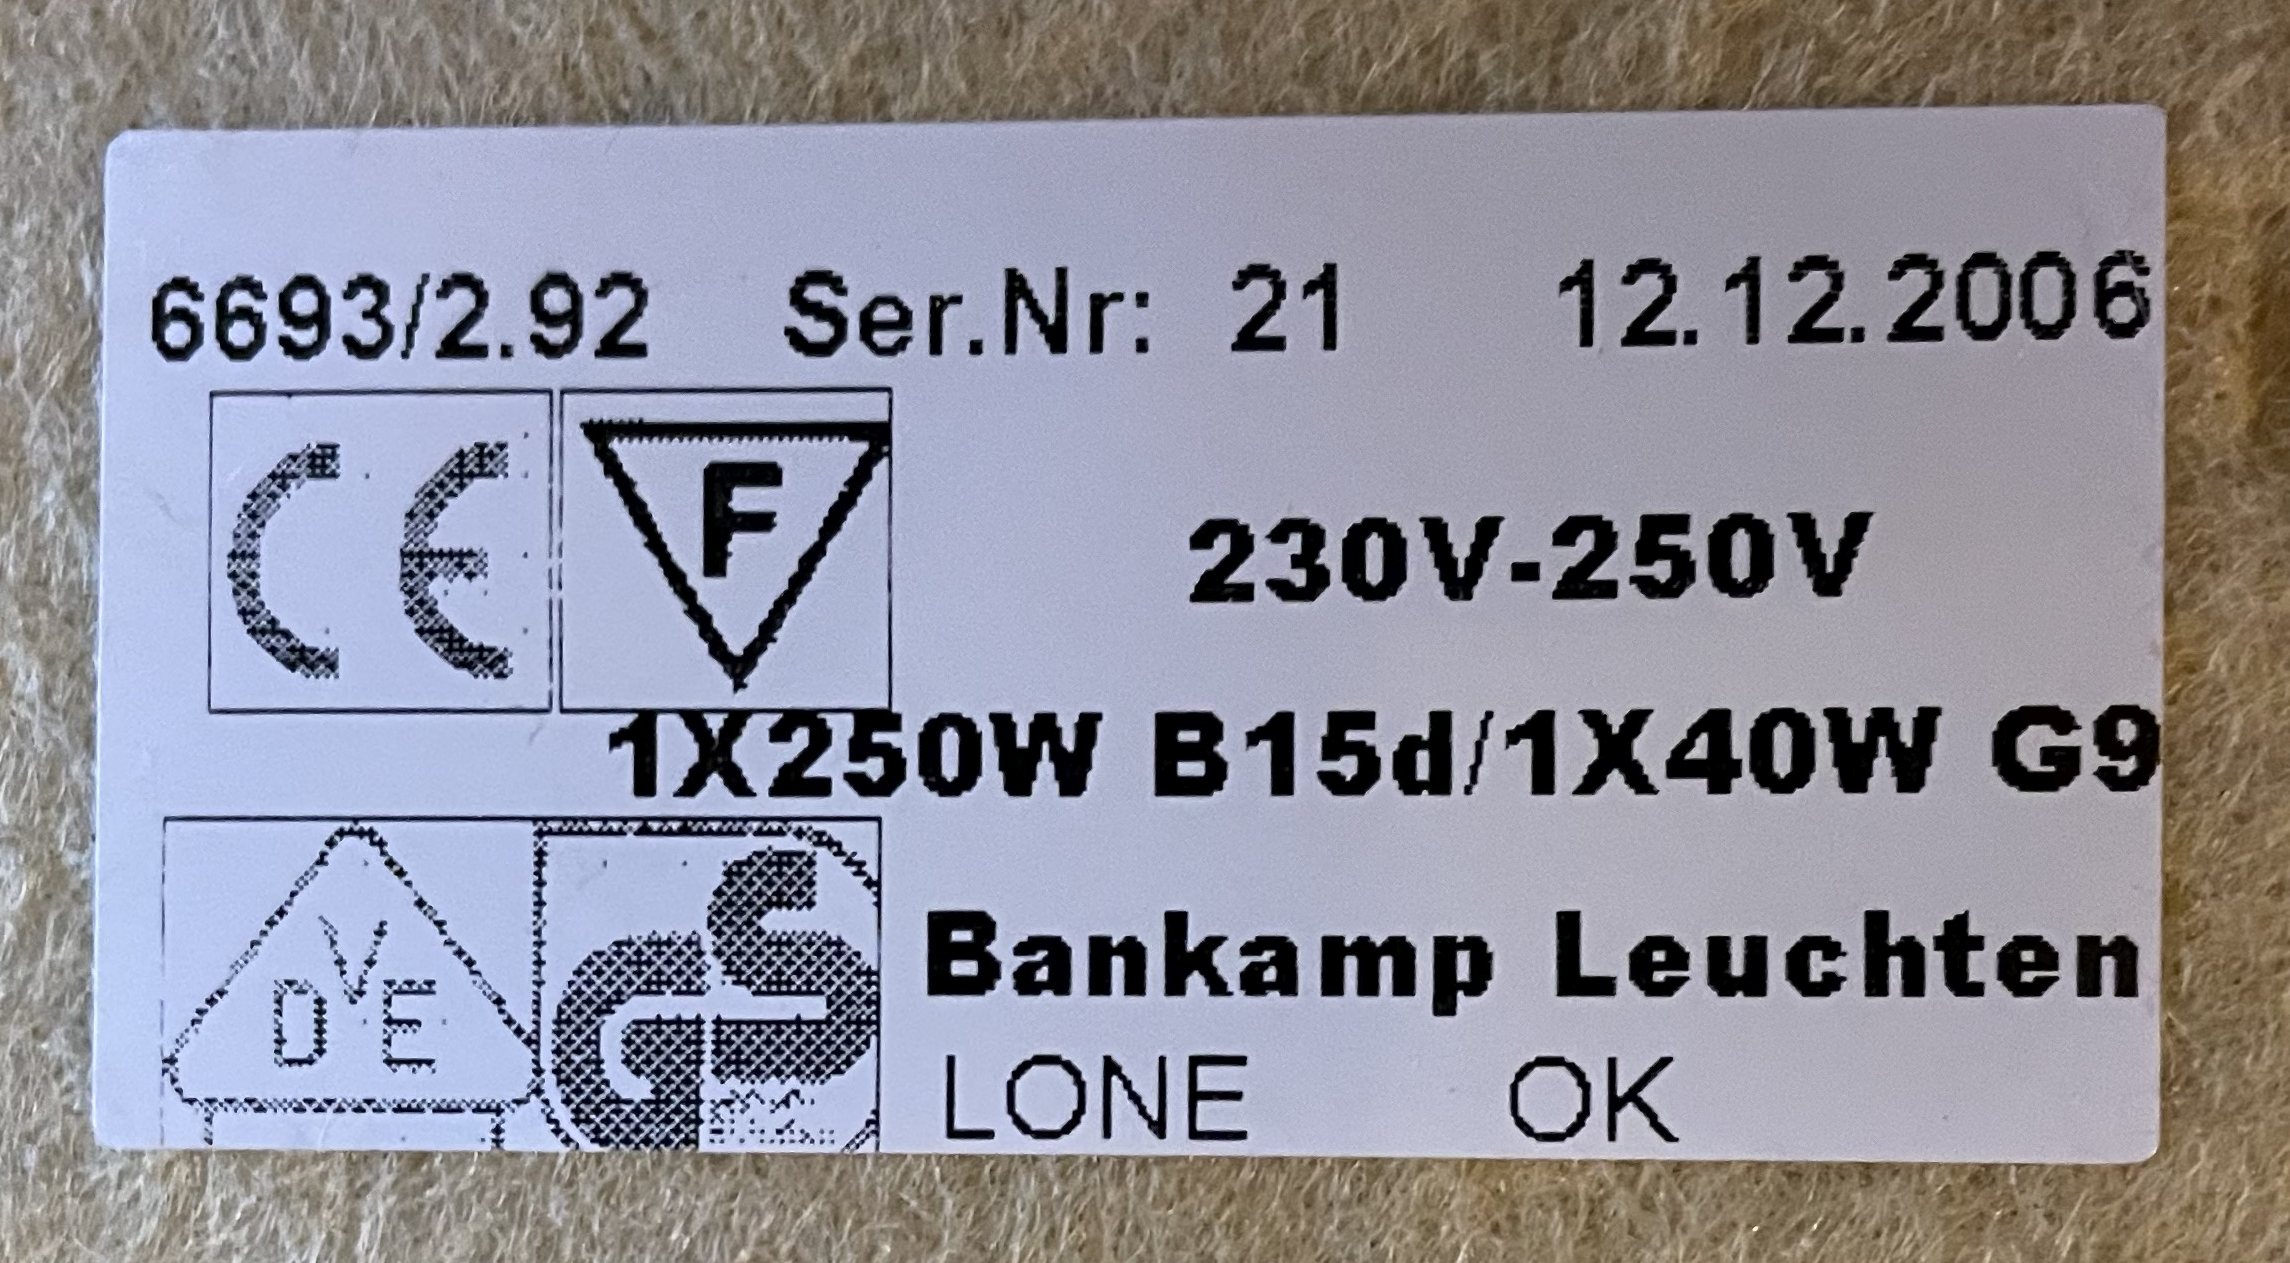 6693/2.92 Ser.Nr: 21 12.12.2006
CE F
230V-250V
1X250W B15d/1X40W G9
DVE GS
Bankamp Leuchten
LONE OK